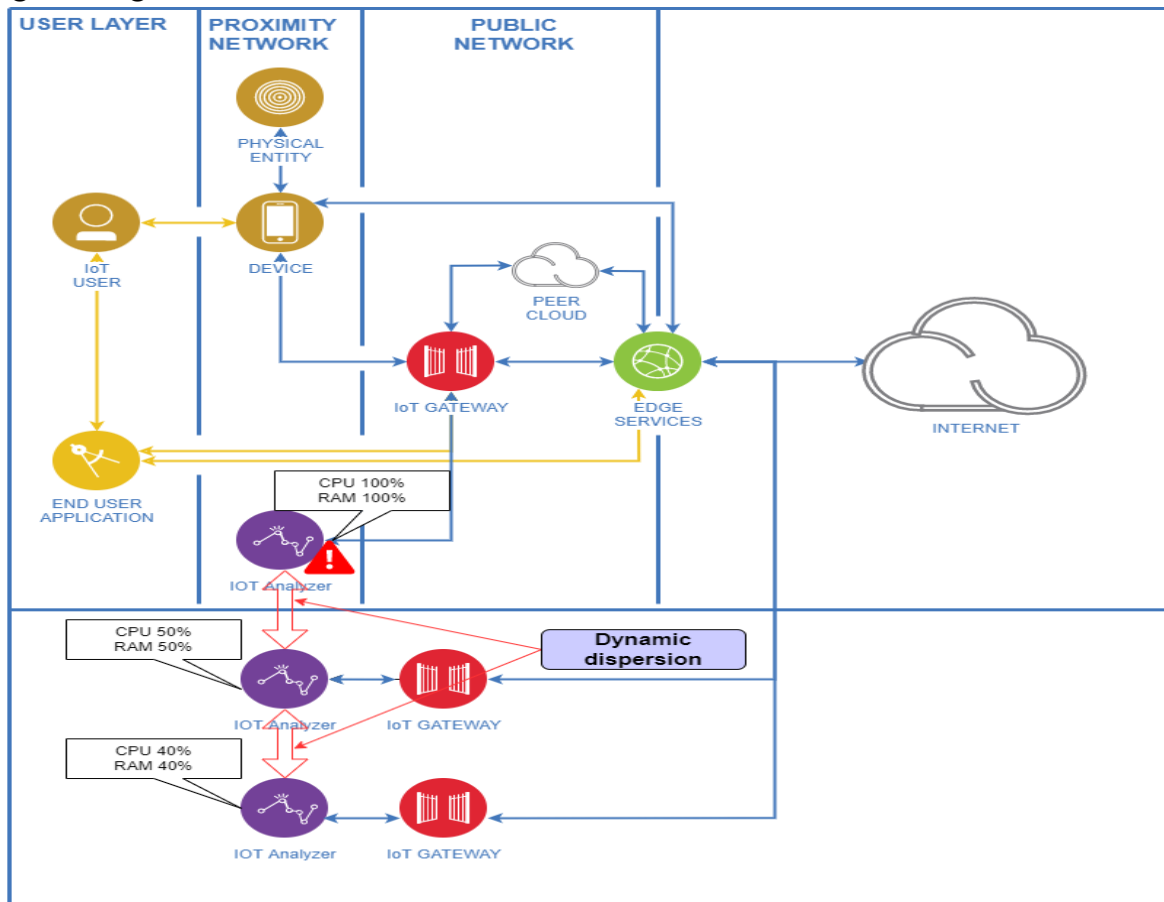 USER LAYER
PROXIMITY
NETWORK
PUBLIC
NETWORK
PHYSICAL
ENTITY
IoT
USER
DEVICE
PEER
CLOUD
IoT GATEWAY
EDGE
SERVICES
INTERNET
END USER
APPLICATION
CPU 100%
RAM 100%
IOT Analyzer
CPU 50%
RAM 50%
Dynamic
dispersion
IOT Analyzer
IoT GATEWAY
CPU 40%
RAM 40%
IOT Analyzer
IoT GATEWAY